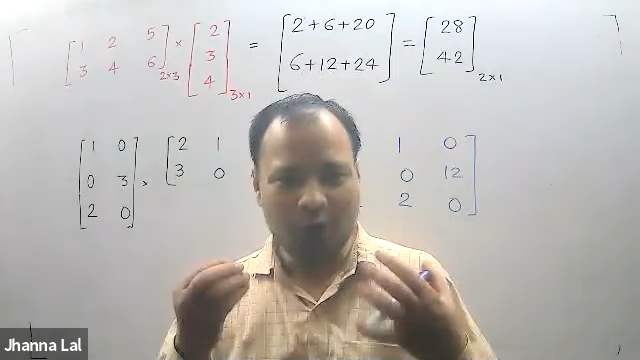 [1 2 5] × [2] = [2+6+20] = [28]
[3 4 6]2×3 [3] [6+12+24] [42]2×1
[4]3×1
[1 0] × [2 1 1 0]
[0 3] [3 0 0 12]
[2 0] 2 0]
Jhanna Lal